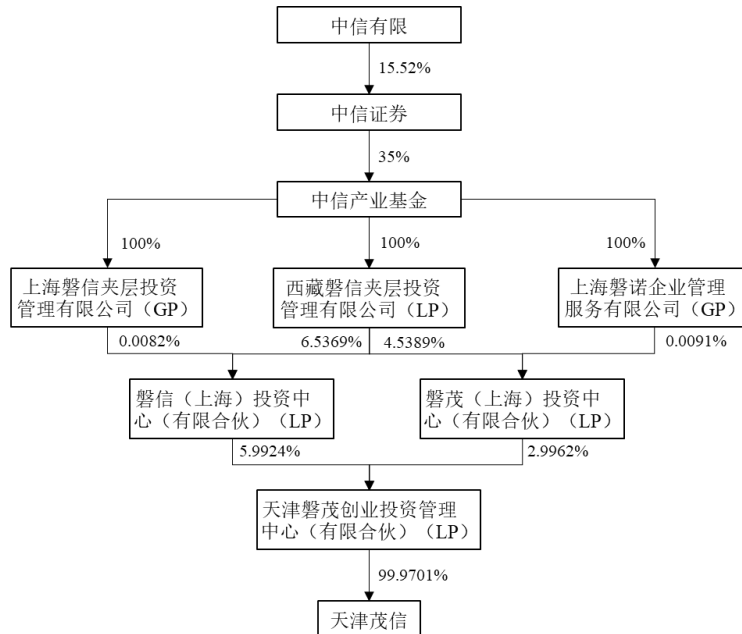 中信有限
15.52%
中信证券
35%
中信产业基金
100%
100%
100%
上海磐信夹层投资
管理有限公司（GP）
西藏磐信夹层投资
管理有限公司（LP）
上海磐诺企业管理
服务有限公司（GP）
0.0082%
6.5369%
4.5389%
0.0091%
磐信（上海）投资中
心（有限合伙）（LP）
磐茂（上海）投资中
心（有限合伙）（LP）
5.9924%
2.9962%
天津磐茂创业投资管理
中心（有限合伙）（LP）
99.9701%
天津茂信